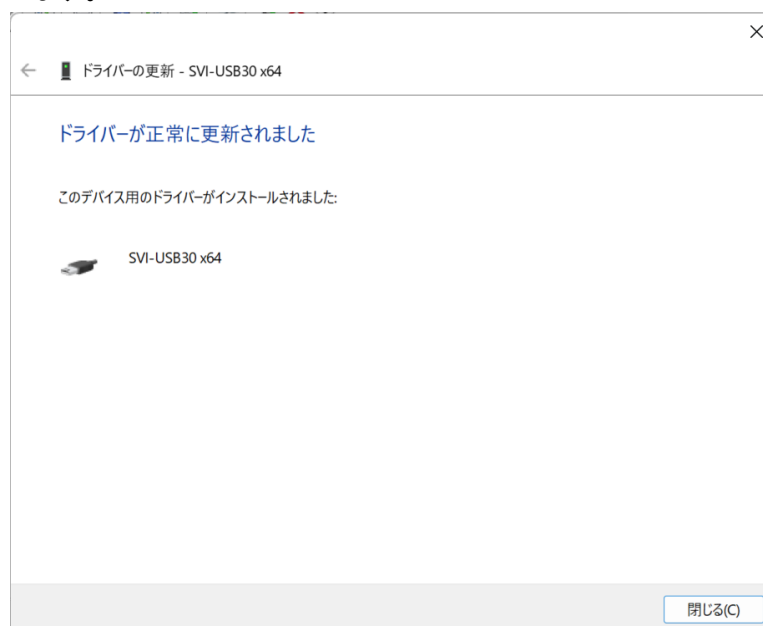 ドライバーの更新 - SVI-USB30 x64
ドライバーが正常に更新されました
このデバイス用のドライバーがインストールされました:
SVI-USB30 x64
閉じる(C)